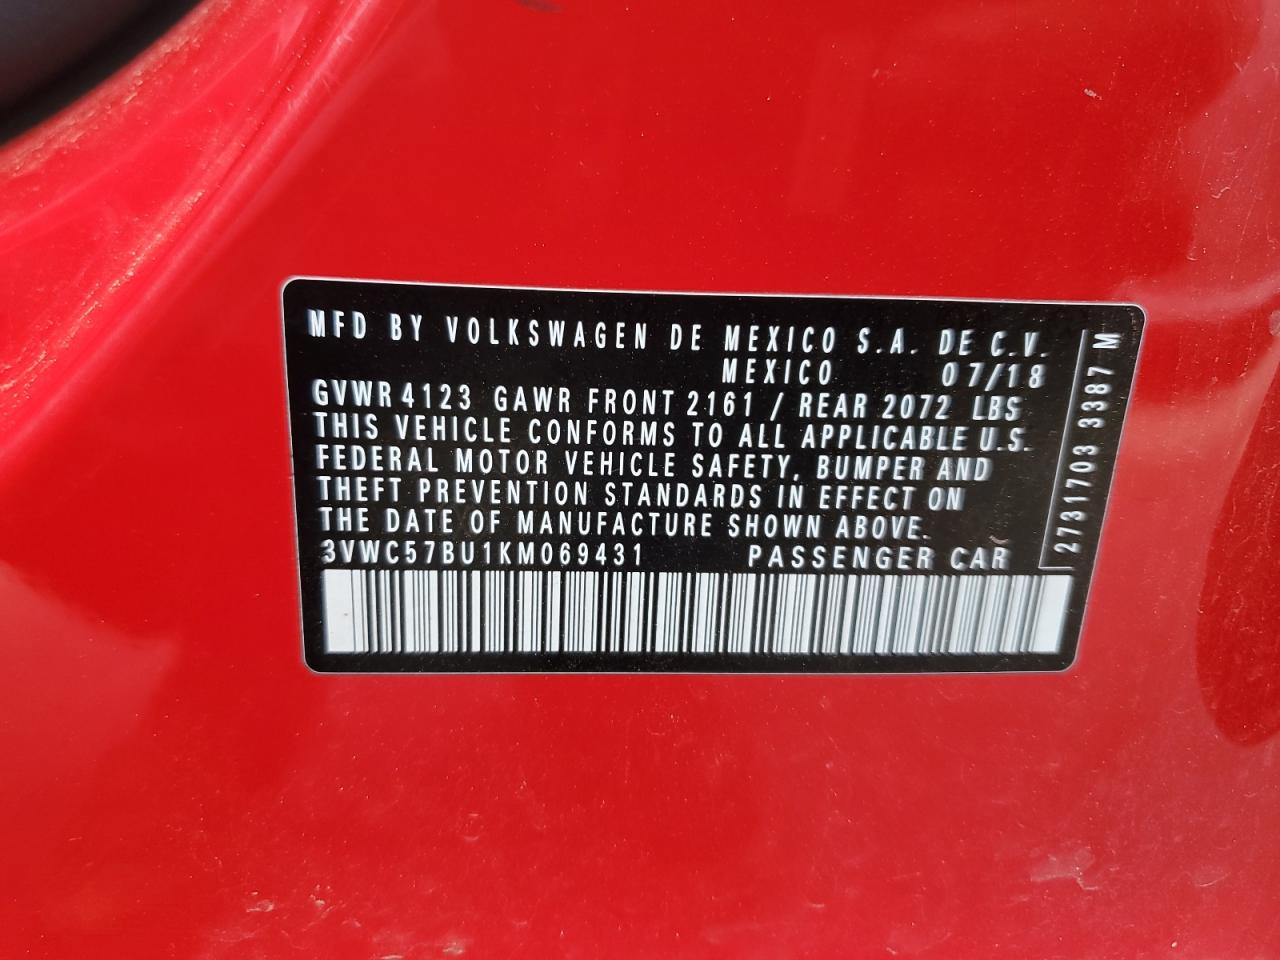 MFD BY VOLKSWAGEN DE MEXICO S.A. DE C.V.
MEXICO 07/18
GVWR 4123 GAWR FRONT 2161 / REAR 2072 LBS
THIS VEHICLE CONFORMS TO ALL APPLICABLE U.S.
FEDERAL MOTOR VEHICLE SAFETY, BUMPER AND
THEFT PREVENTION STANDARDS IN EFFECT ON
THE DATE OF MANUFACTURE SHOWN ABOVE.
3VWC57BU1KM069431 PASSENGER CAR
2731703 3387 M